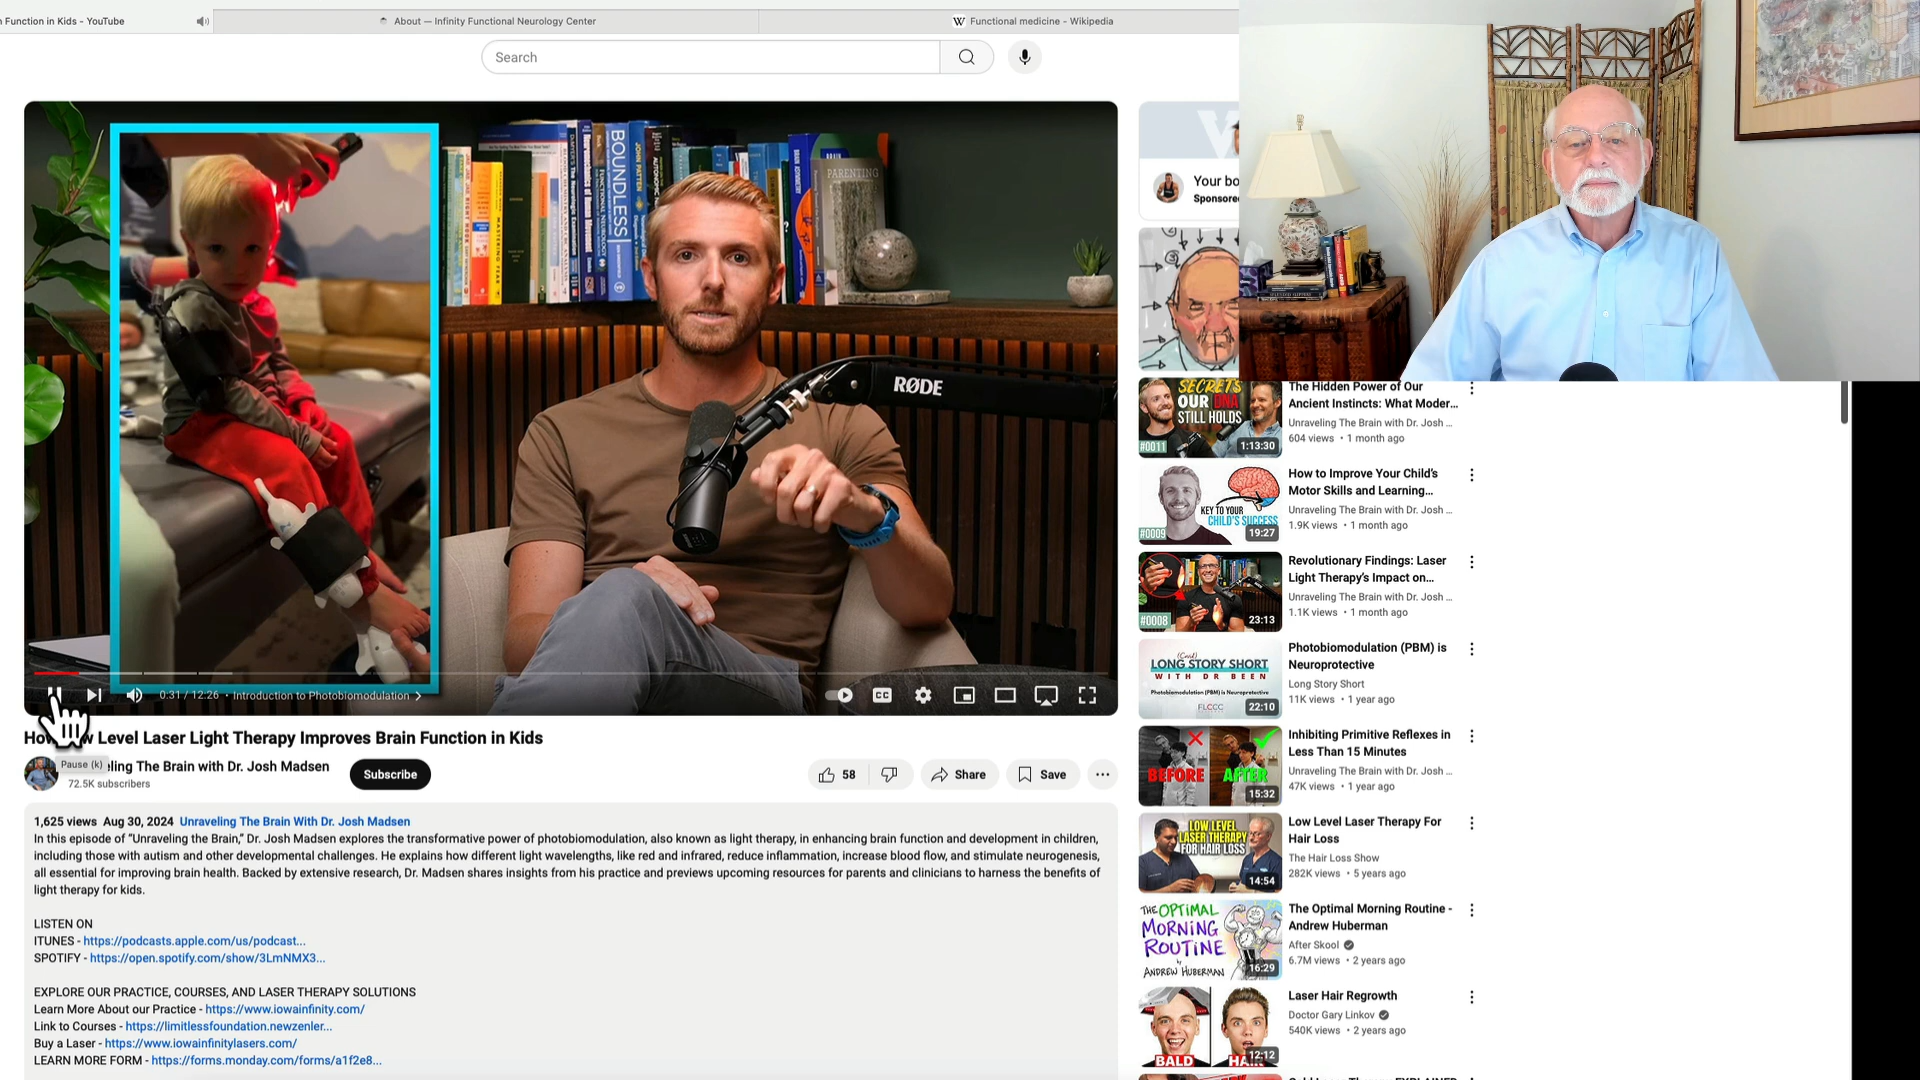 n Function in Kids - YouTube
About — Infinity Functional Neurology Center
W Functional medicine - Wikipedia
Search
BOUNDLESS
JOHN PATTEN
PARENTING
RØDE
0:31 / 12:26 • Introduction to Photobiomodulation
CC
Pause (k)
Level Laser Light Therapy Improves Brain Function in Kids
ling The Brain with Dr. Josh Madsen
72.5K subscribers
Subscribe
58
Share
Save
1,625 views Aug 30, 2024 Unraveling The Brain With Dr. Josh Madsen
In this episode of “Unraveling the Brain,” Dr. Josh Madsen explores the transformative power of photobiomodulation, also known as light therapy, in enhancing brain function and development in children,
including those with autism and other developmental challenges. He explains how different light wavelengths, like red and infrared, reduce inflammation, increase blood flow, and stimulate neurogenesis,
all essential for improving brain health. Backed by extensive research, Dr. Madsen shares insights from his practice and previews upcoming resources for parents and clinicians to harness the benefits of
light therapy for kids.
LISTEN ON
ITUNES - https://podcasts.apple.com/us/podcast...
SPOTIFY - https://open.spotify.com/show/3LmNMX3...
EXPLORE OUR PRACTICE, COURSES, AND LASER THERAPY SOLUTIONS
Learn More About our Practice - https://www.iowainfinity.com/
Link to Courses - https://limitlessfoundation.newzenler...
Buy a Laser - https://www.iowainfinitylasers.com/
LEARN MORE FORM - https://forms.monday.com/forms/a1f2e8...
Your bo
Sponsored
SECRETS
OUR DNA
STILL HOLDS
#0011
1:13:30
The Hidden Power of Our
Ancient Instincts: What Moder...
Unraveling The Brain with Dr. Josh ...
604 views • 1 month ago
KEY TO YOUR
CHILD'S SUCCESS
#0009
19:27
How to Improve Your Child’s
Motor Skills and Learning...
Unraveling The Brain with Dr. Josh ...
1.9K views • 1 month ago
#0008
23:13
Revolutionary Findings: Laser
Light Therapy’s Impact on...
Unraveling The Brain with Dr. Josh ...
1.1K views • 1 month ago
(Covid)
LONG STORY SHORT
WITH DR BEEN
Photobiomodulation (PBM) is Neuroprotective
FLCCC
22:10
Photobiomodulation (PBM) is
Neuroprotective
Long Story Short
11K views • 1 year ago
BEFORE
AFTER
15:32
Inhibiting Primitive Reflexes in
Less Than 15 Minutes
Unraveling The Brain with Dr. Josh ...
47K views • 1 year ago
LOW LEVEL
LASER THERAPY
FOR HAIR LOSS
14:54
Low Level Laser Therapy For
Hair Loss
The Hair Loss Show
282K views • 5 years ago
THE OPTIMAL
MORNING
ROUTINE
by
ANDREW HUBERMAN
16:29
The Optimal Morning Routine -
Andrew Huberman
After Skool
6.7M views • 2 years ago
BALD
HA
12:12
Laser Hair Regrowth
Doctor Gary Linkov
540K views • 2 years ago